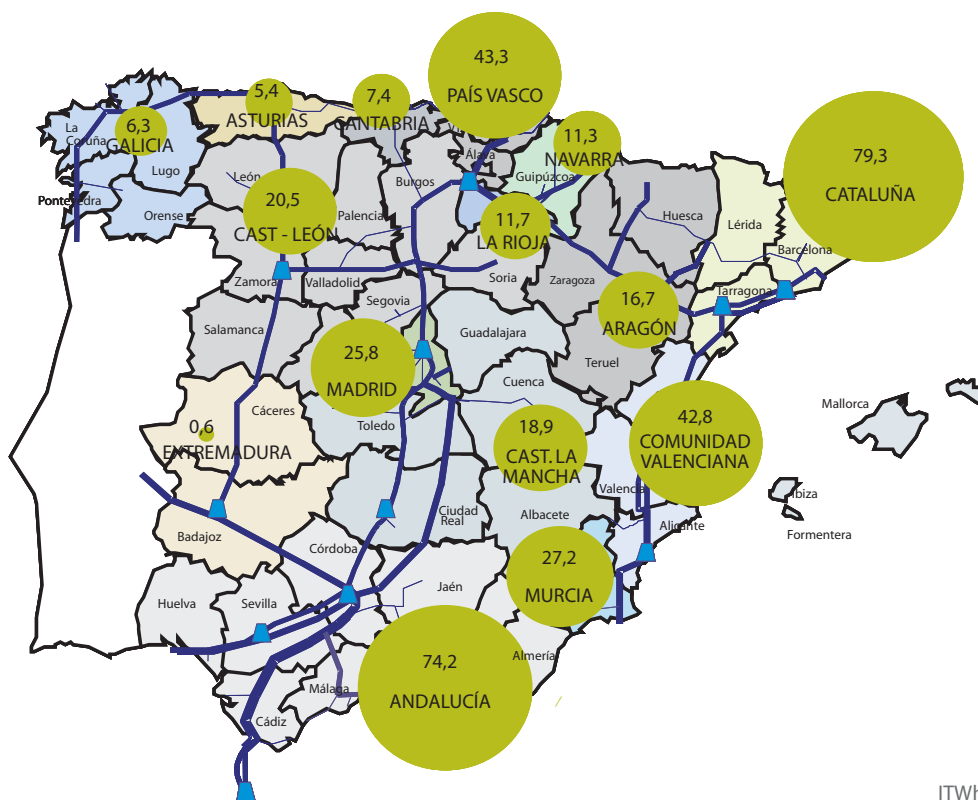 43,3
PAÍS VASCO
5,4
ASTURIAS
7,4
CANTABRIA
6,3
GALICIA
La
Coruña
Lugo
Pontevedra
Orense
León
20,5
CAST - LEÓN
Palencia
Burgos
Álava
11,3
NAVARRA
Guipúzcoa
11,7
LA RIOJA
79,3
CATALUÑA
Huesca
Lérida
Barcelona
Tarragona
Zamora
Valladolid
Soria
Zaragoza
Segovia
16,7
ARAGÓN
Salamanca
Guadalajara
Teruel
25,8
MADRID
Cuenca
Cáceres
Toledo
0,6
EXTREMADURA
18,9
CAST. LA
MANCHA
42,8
COMUNIDAD
VALENCIANA
Mallorca
Valencia
Ibiza
Formentera
Badajoz
Ciudad
Real
Albacete
Alicante
Córdoba
27,2
MURCIA
Huelva
Sevilla
Jaén
74,2
ANDALUCÍA
Almería
Málaga
Cádiz